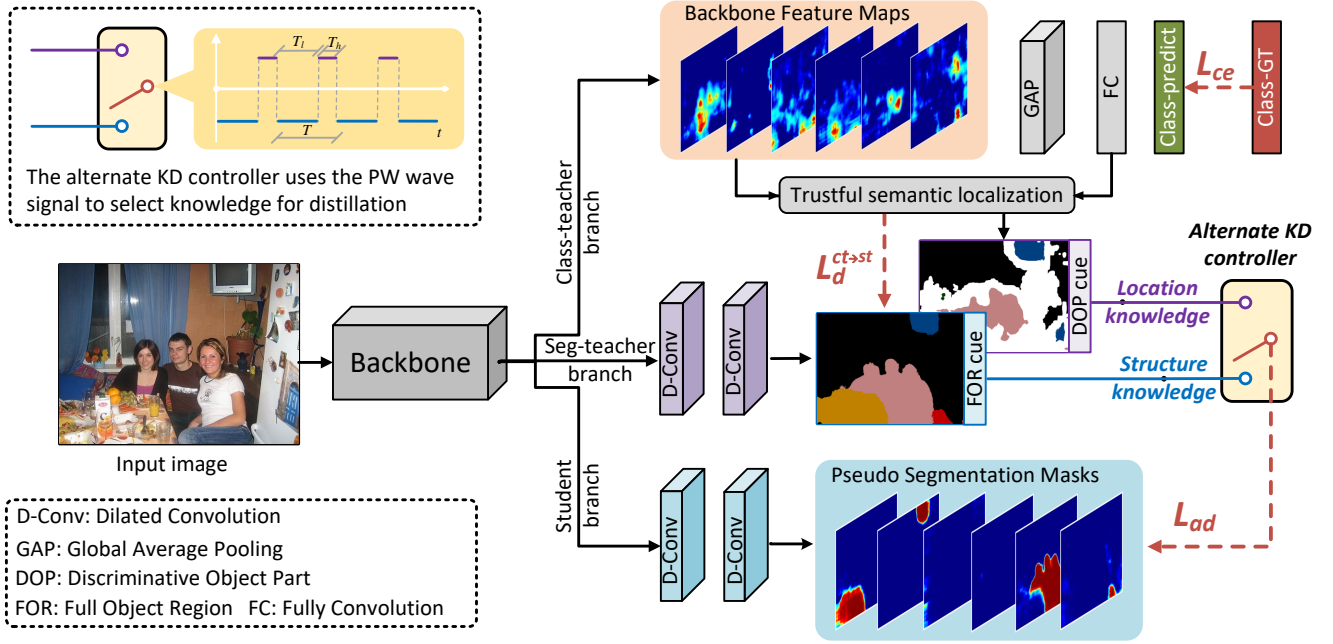 T_l
T_h
T
t
The alternate KD controller uses the PW wave
signal to select knowledge for distillation
Backbone Feature Maps
GAP
FC
Class-predict
L_ce
Class-GT
Trustful semantic localization
Class-teacher
branch
L_d^{ct→st}
DOP cue
Location
knowledge
Alternate KD
controller
Input image
Backbone
Seg-teacher
branch
D-Conv
D-Conv
FOR cue
Structure
knowledge
Student
branch
D-Conv
D-Conv
Pseudo Segmentation Masks
L_ad
D-Conv: Dilated Convolution
GAP: Global Average Pooling
DOP: Discriminative Object Part
FOR: Full Object Region FC: Fully Convolution